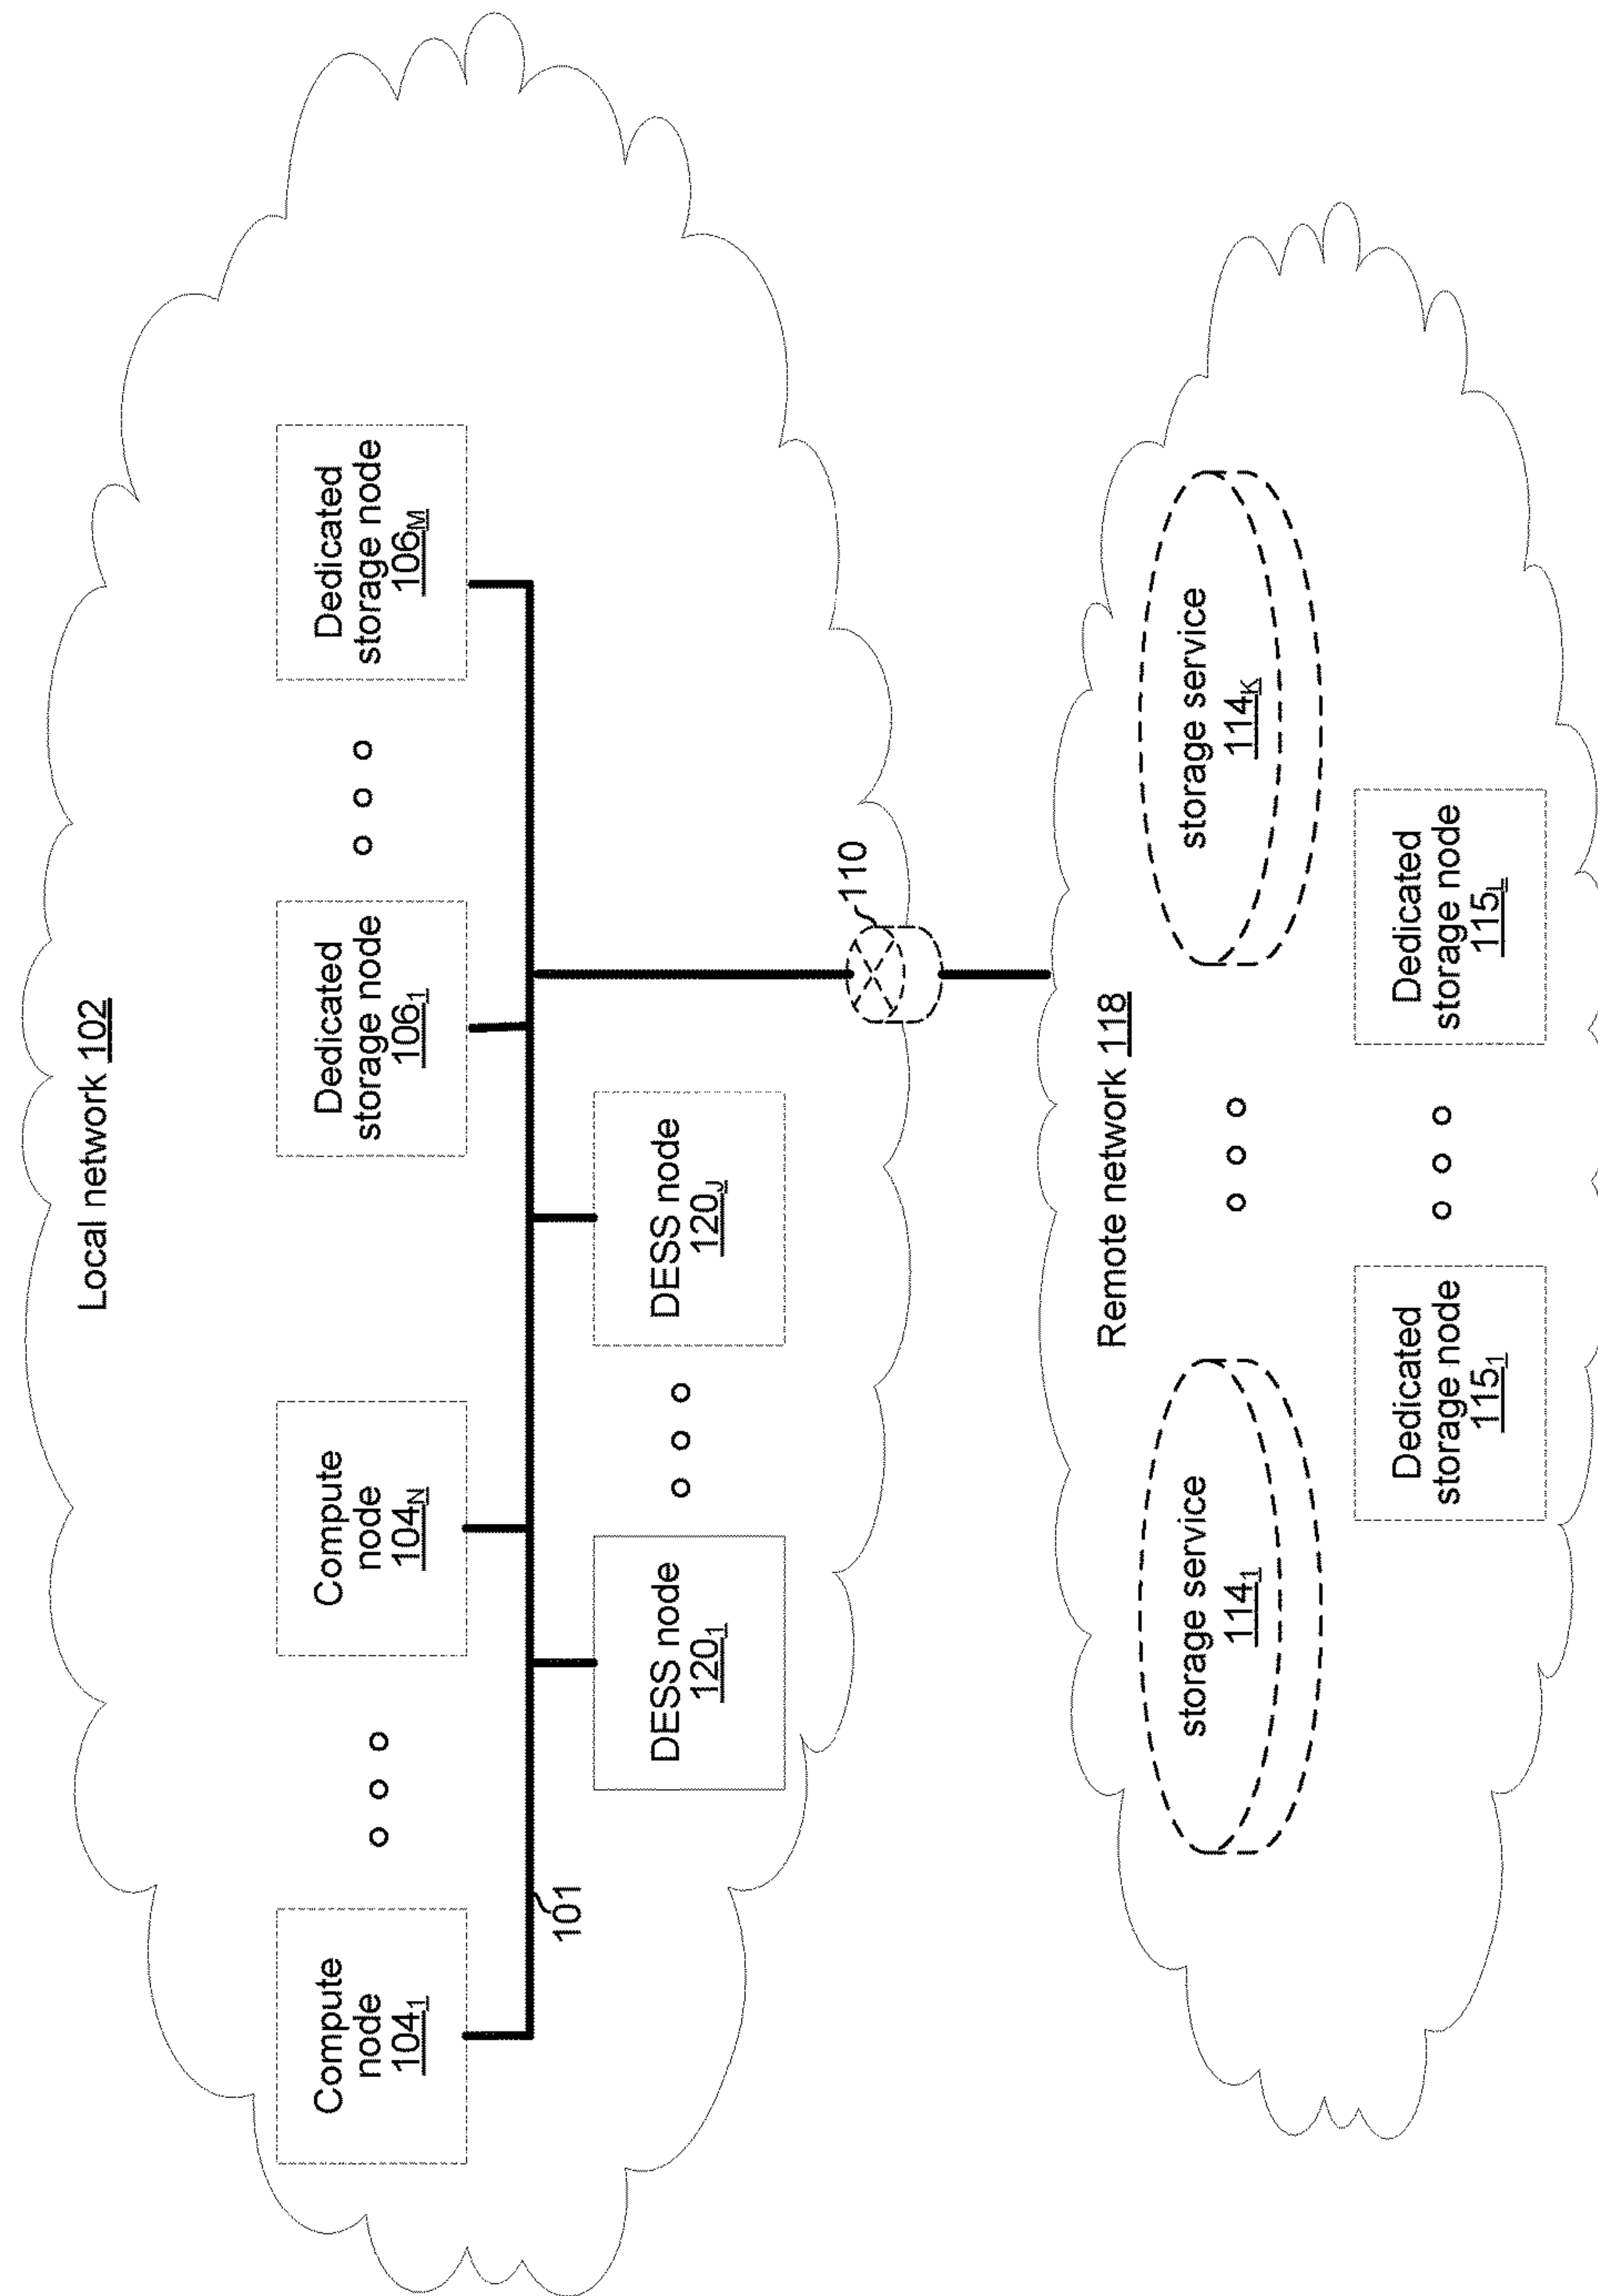 Local network 102
Compute
node
104₁
Compute
node
104N
Dedicated
storage node
106₁
Dedicated
storage node
106M
101
DESS node
120₁
DESS node
120J
110
Remote network 118
storage service
114₁
storage service
114K
Dedicated
storage node
115₁
Dedicated
storage node
115L